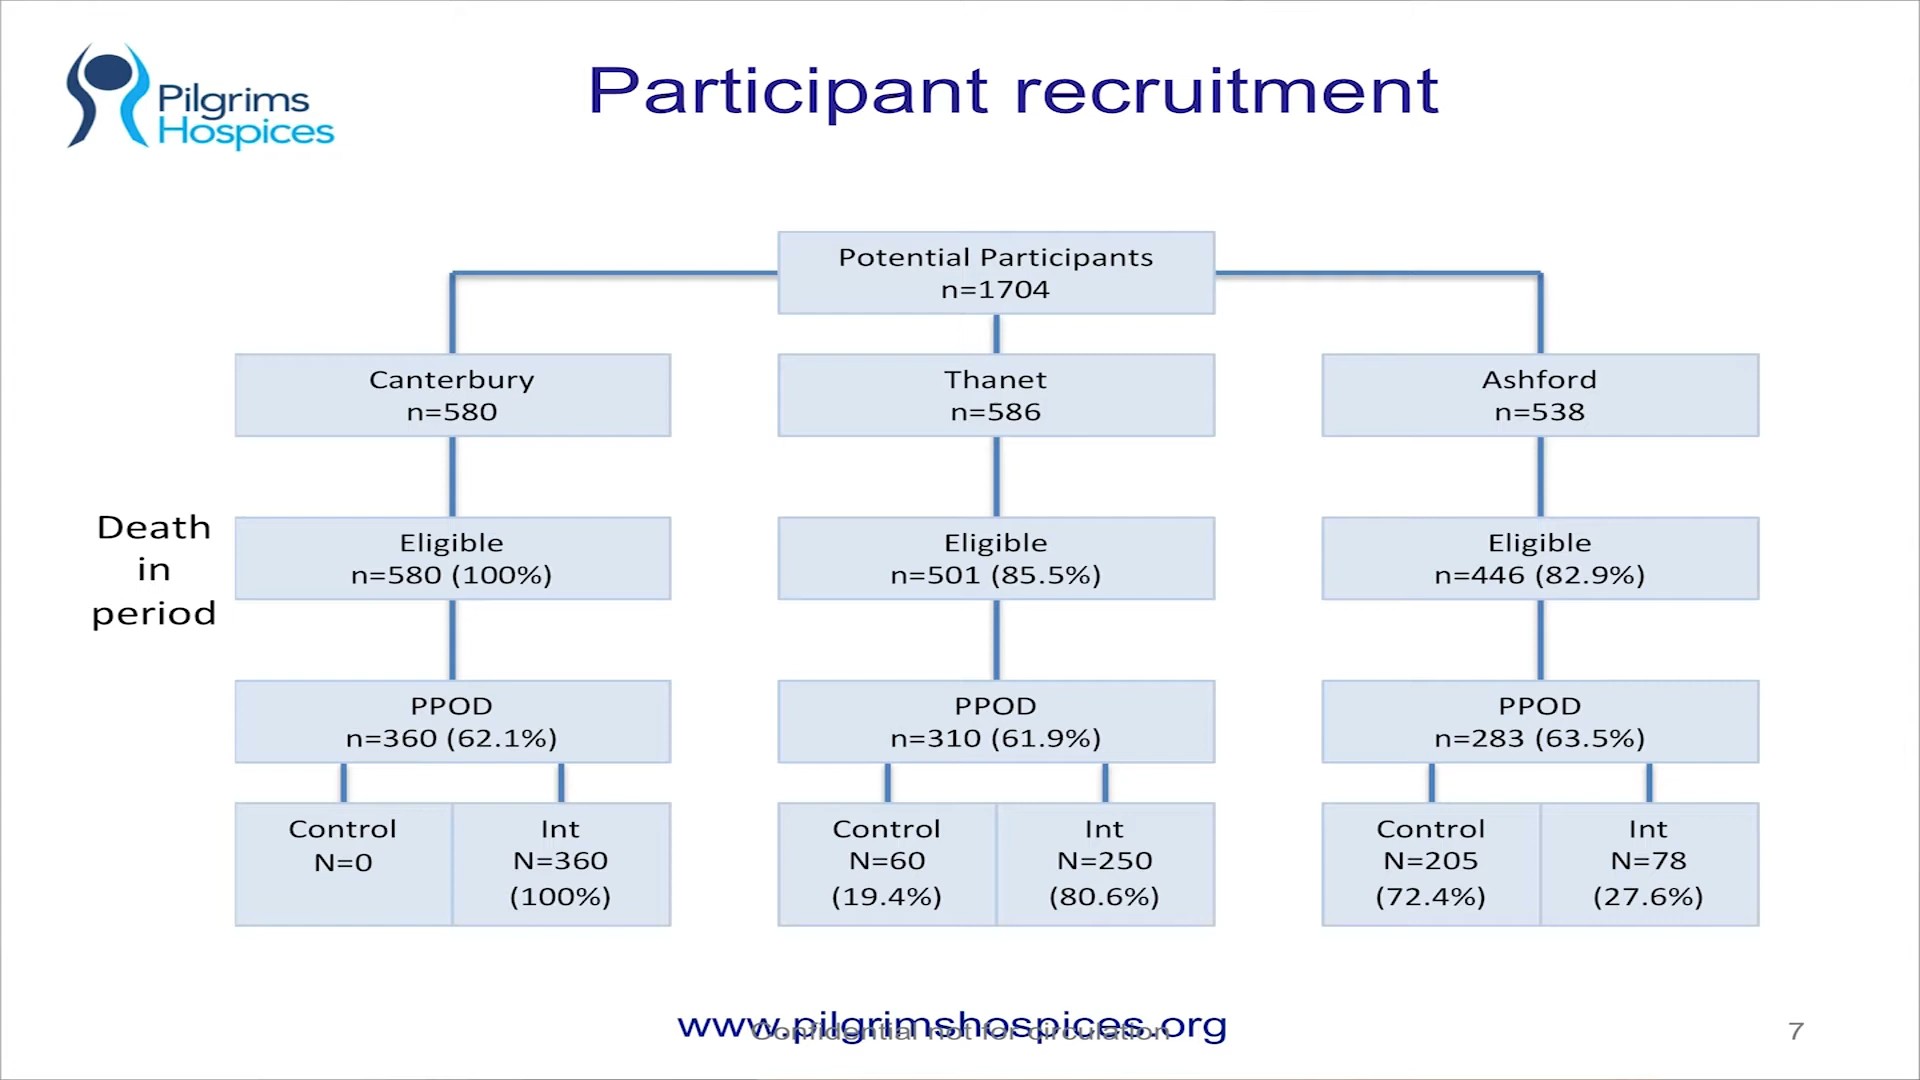 Pilgrims
Hospices
Participant recruitment
Potential Participants
n=1704
Canterbury
n=580
Thanet
n=586
Ashford
n=538
Death
in
period
Eligible
n=580 (100%)
Eligible
n=501 (85.5%)
Eligible
n=446 (82.9%)
PPOD
n=360 (62.1%)
PPOD
n=310 (61.9%)
PPOD
n=283 (63.5%)
Control
N=0
Int
N=360
(100%)
Control
N=60
(19.4%)
Int
N=250
(80.6%)
Control
N=205
(72.4%)
Int
N=78
(27.6%)
www.pilgrimshospices.org
Confidential not for circulation
7